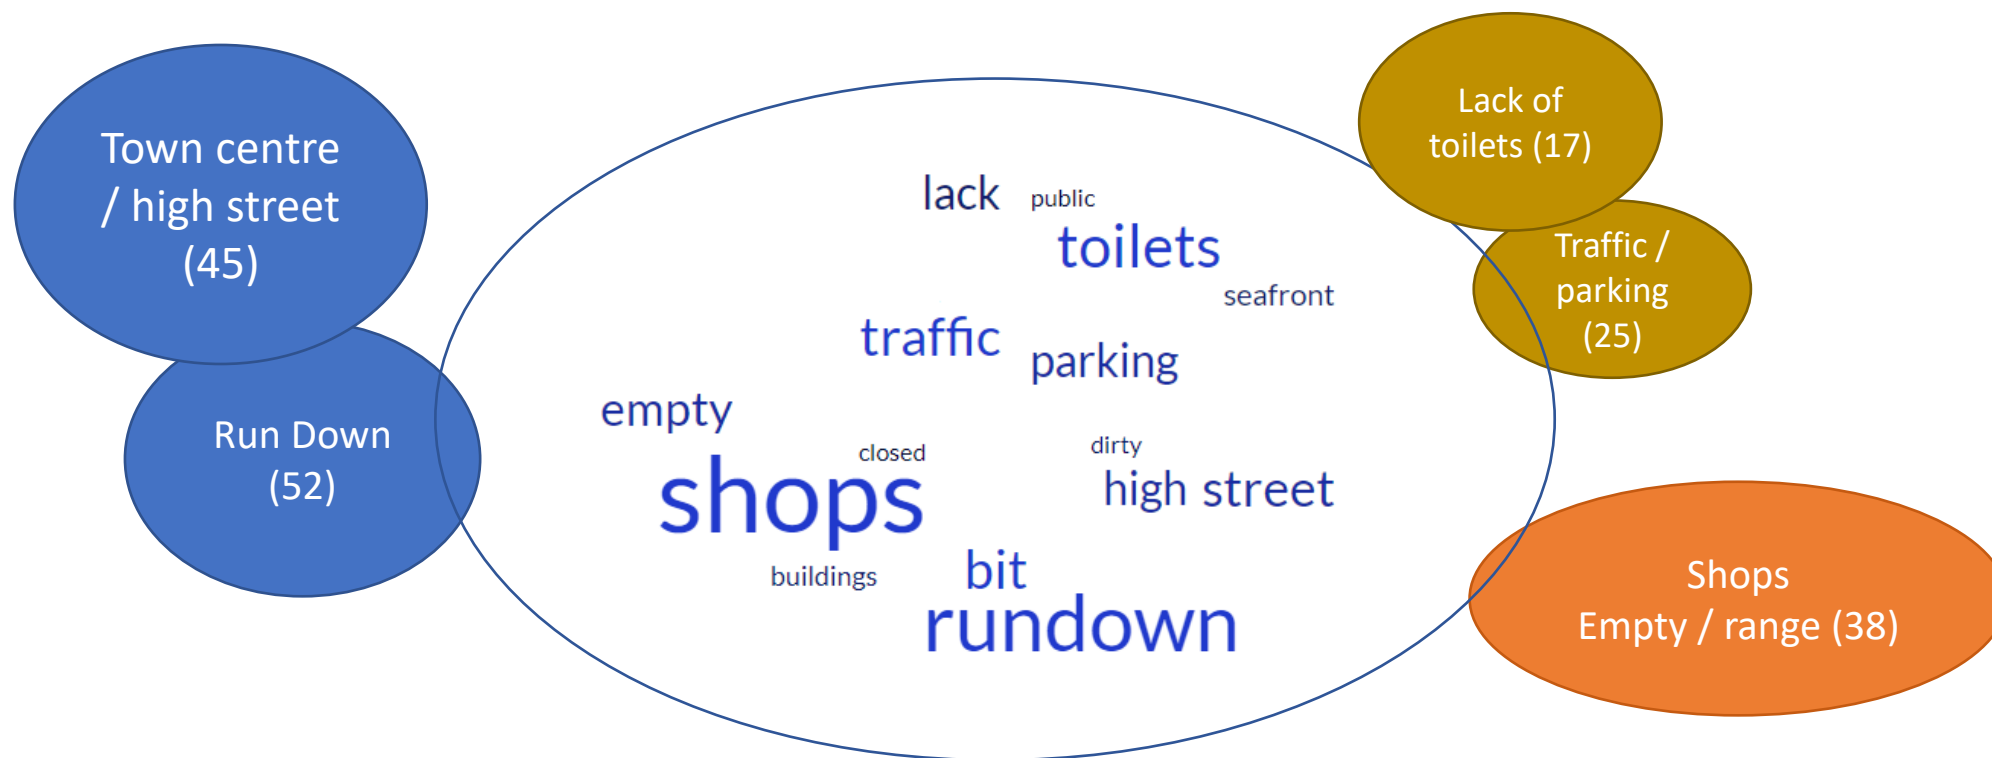 Town centre
/ high street
(45)
Run Down
(52)
lack public
toilets
seafront
traffic parking
empty
closed
shops
buildings
dirty
high street
bit
rundown
Lack of
toilets (17)
Traffic /
parking
(25)
Shops
Empty / range (38)